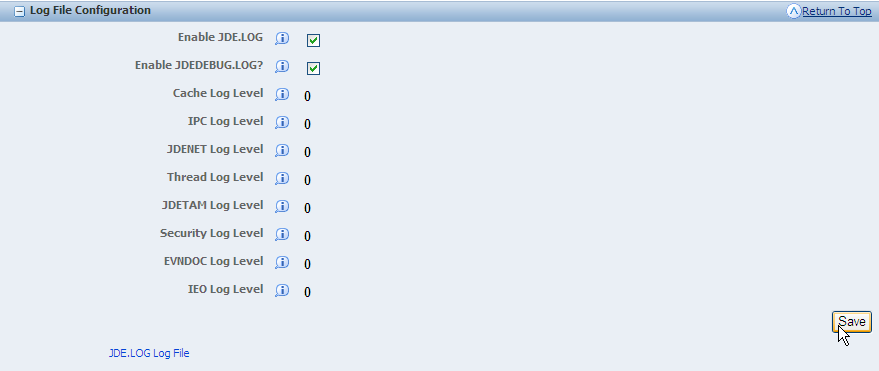 Log File Configuration Return To Top
Enable JDE.LOG
Enable JDEDEBUG.LOG?
Cache Log Level 0
IPC Log Level 0
JDENET Log Level 0
Thread Log Level 0
JDETAM Log Level 0
Security Log Level 0
EVNDOC Log Level 0
IEO Log Level 0
Save
JDE.LOG Log File